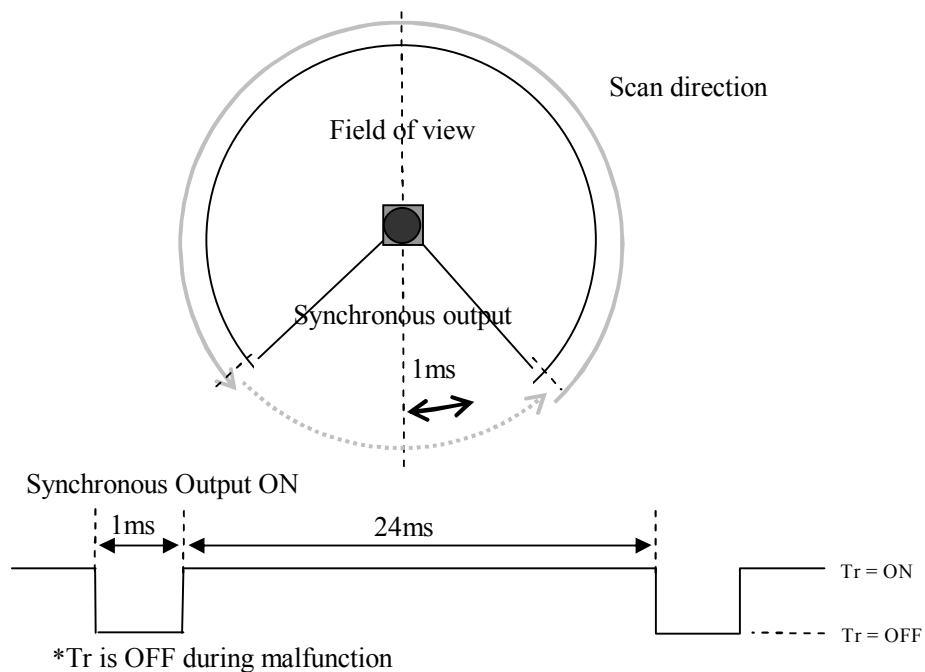 Scan direction
Field of view
Synchronous output
1ms
Synchronous Output ON
1ms
24ms
Tr = ON
Tr = OFF
*Tr is OFF during malfunction